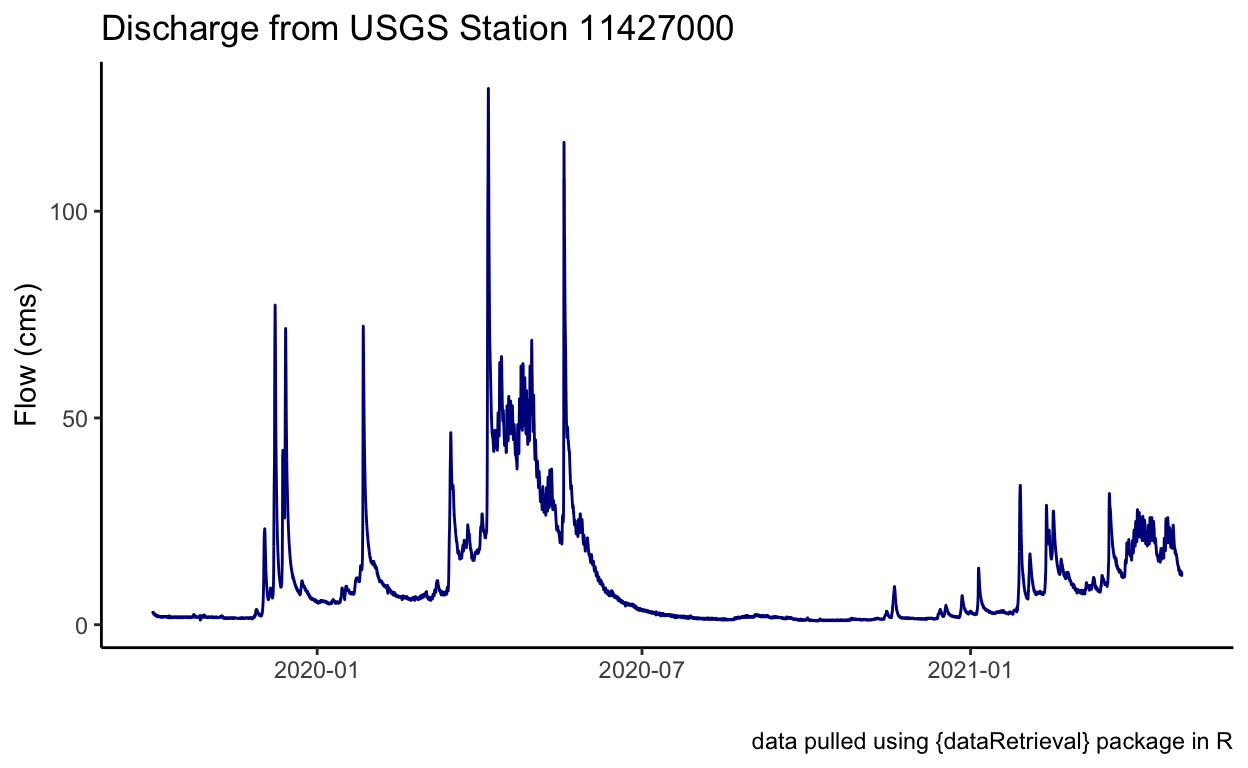 Discharge from USGS Station 11427000
Flow (cms)
100
50
0
2020-01
2020-07
2021-01
data pulled using {dataRetrieval} package in R